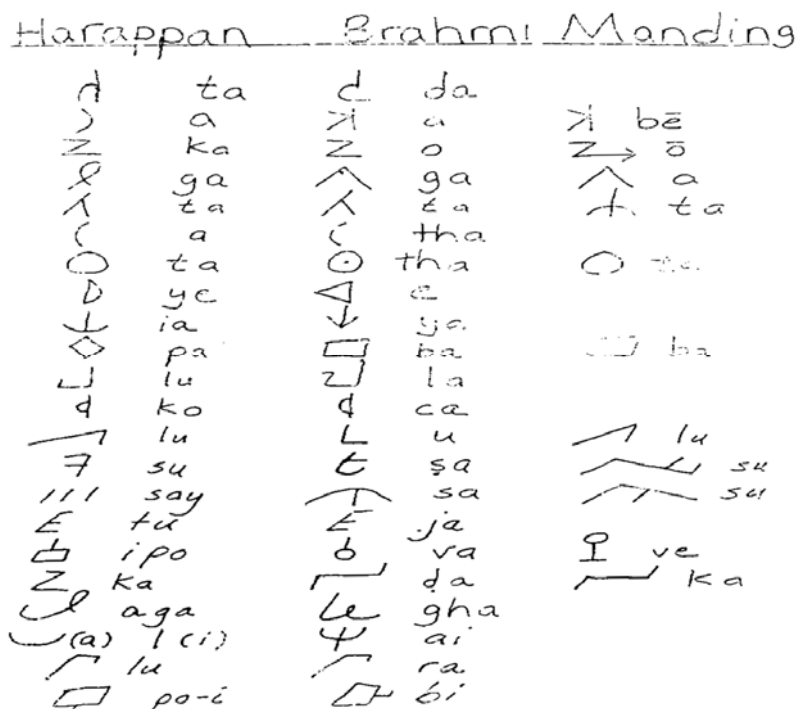 Harappan Brahmi Manding
ta da
a a bē
ka o ō
ga ga a
ta ta ta
a tha
ta tha ta
ye e
ia ya
pa ba ba
lu la
ko ca
lu u lu
su ṣa su
say sa su
tu ja
ipo va ve
ka ḍa ka
aga gha
(a) l(i) ai
lu ra
po-i bi